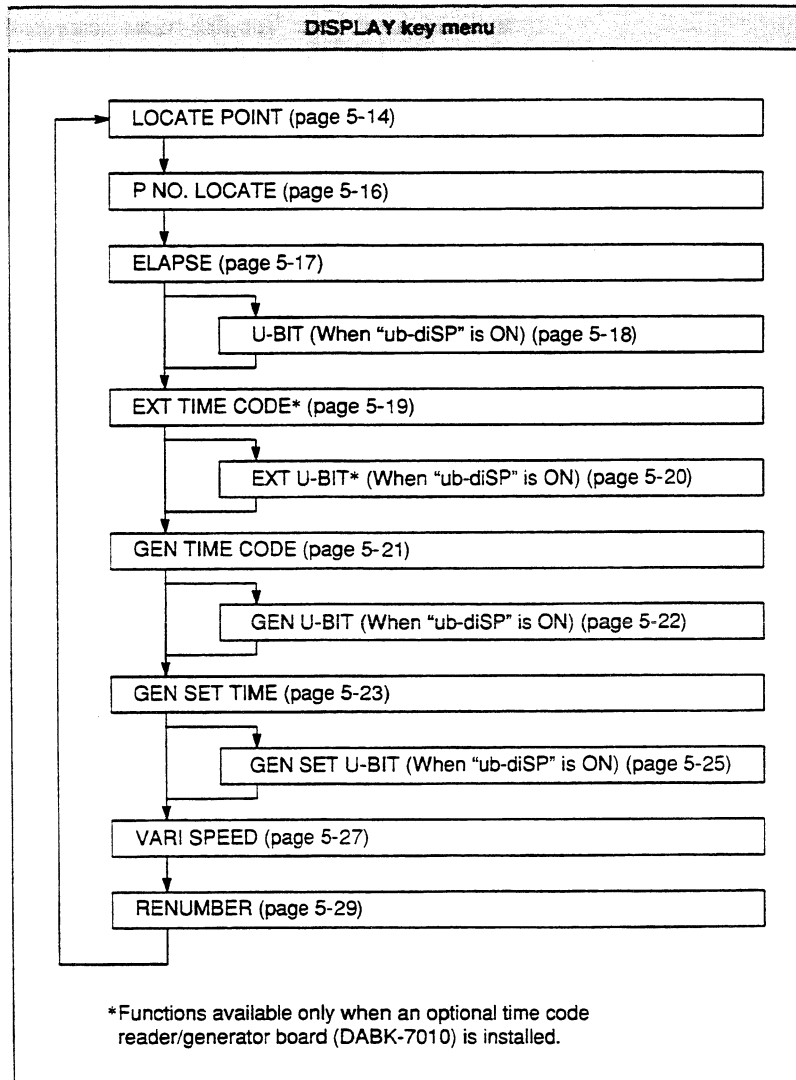 DISPLAY key menu
LOCATE POINT (page 5-14)
P NO. LOCATE (page 5-16)
ELAPSE (page 5-17)
U-BIT (When "ub-diSP" is ON) (page 5-18)
EXT TIME CODE* (page 5-19)
EXT U-BIT* (When "ub-diSP" is ON) (page 5-20)
GEN TIME CODE (page 5-21)
GEN U-BIT (When "ub-diSP" is ON) (page 5-22)
GEN SET TIME (page 5-23)
GEN SET U-BIT (When "ub-diSP" is ON) (page 5-25)
VARI SPEED (page 5-27)
RENUMBER (page 5-29)
*Functions available only when an optional time code
reader/generator board (DABK-7010) is installed.